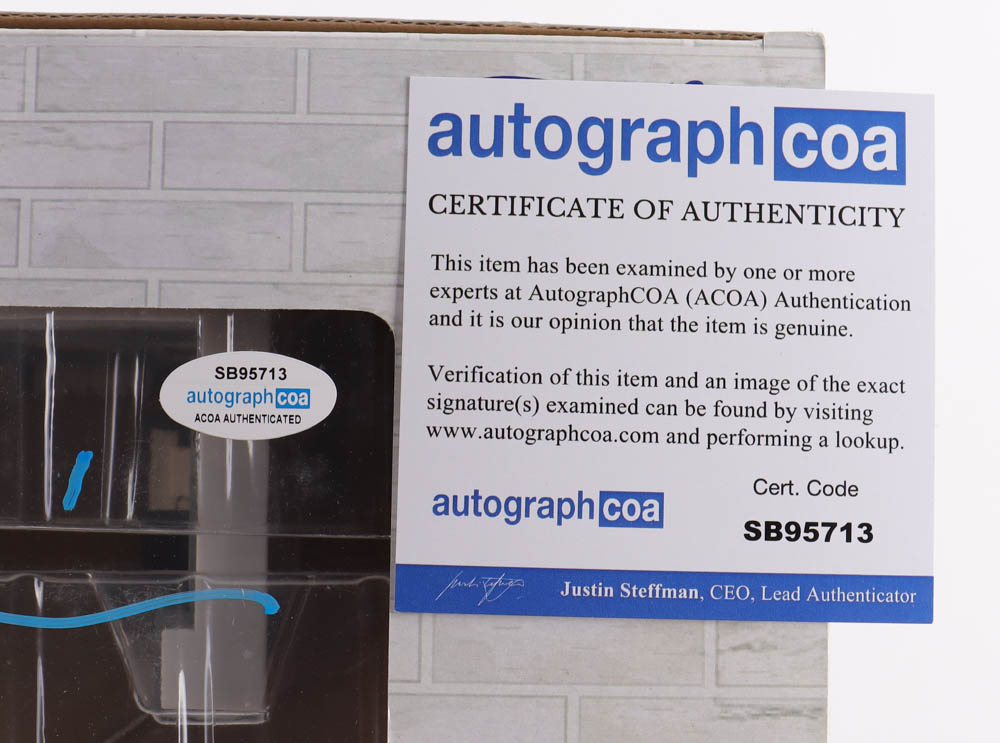 autographcoa
CERTIFICATE OF AUTHENTICITY
This item has been examined by one or more
experts at AutographCOA (ACOA) Authentication
and it is our opinion that the item is genuine.
Verification of this item and an image of the exact
signature(s) examined can be found by visiting
www.autographcoa.com and performing a lookup.
autographcoa
Cert. Code
SB95713
Justin Steffman, CEO, Lead Authenticator
SB95713
autographcoa
ACOA AUTHENTICATED